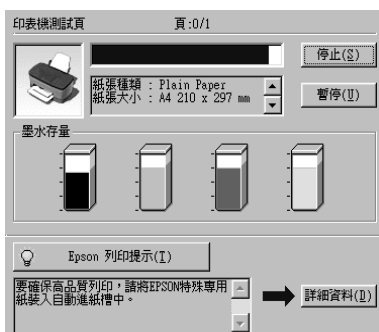 印表機測試頁 頁:0/1
停止(S)
紙張種類 : Plain Paper
紙張大小 : A4 210 x 297 mm
暫停(U)
墨水存量
Epson 列印提示(T)
要確保高品質列印，請將EPSON特殊專用
紙裝入自動進紙槽中。
詳細資料(D)